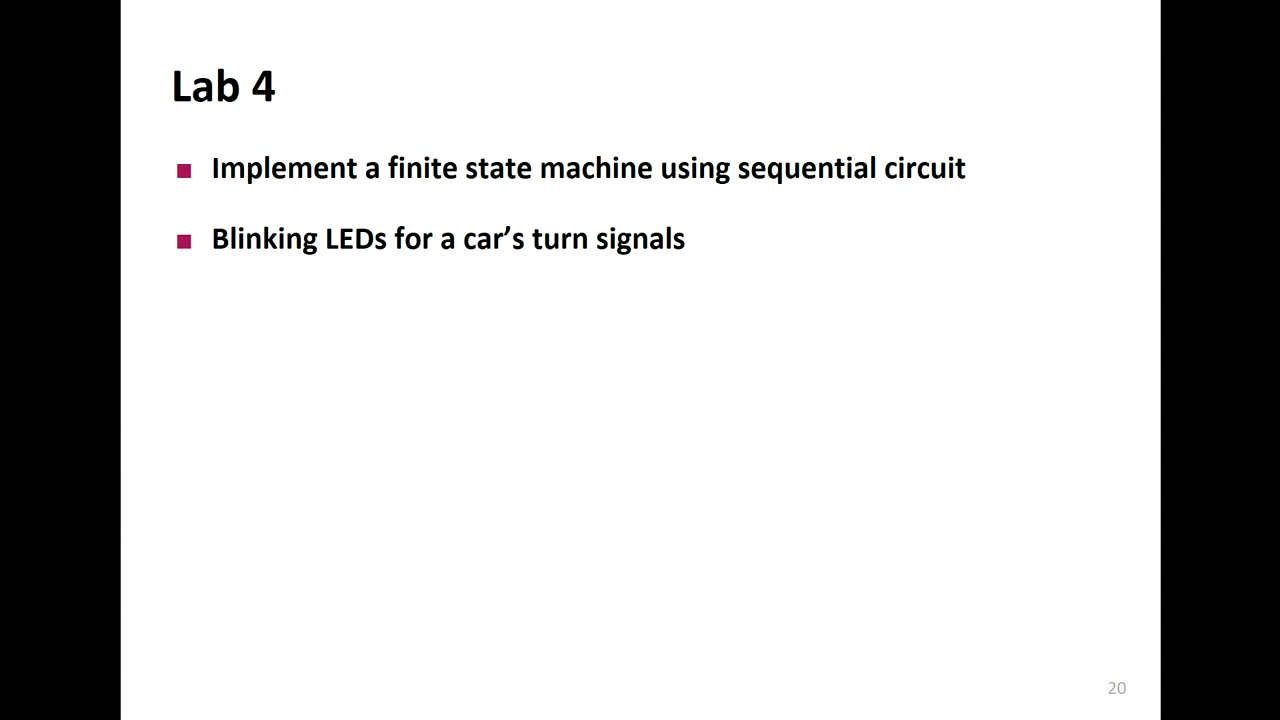 Lab 4
Implement a finite state machine using sequential circuit
Blinking LEDs for a car’s turn signals
20